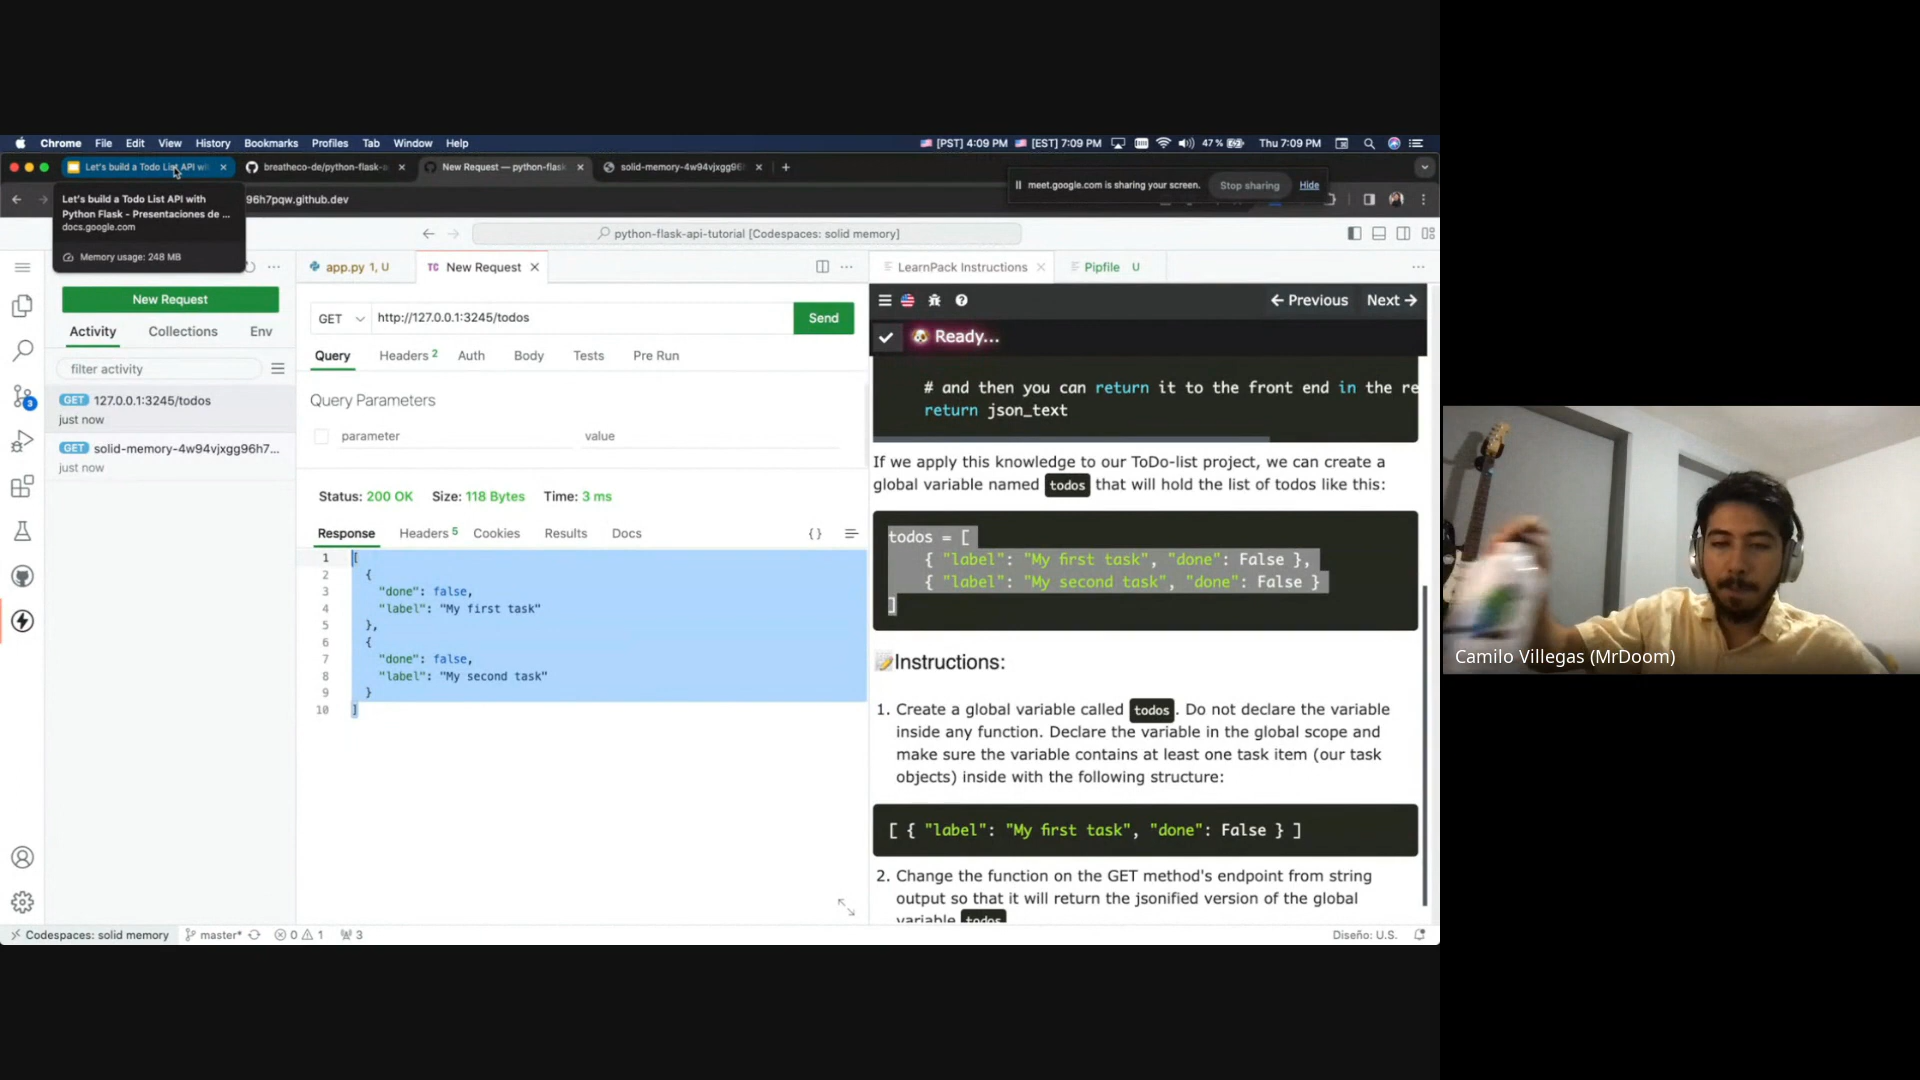 Chrome File Edit View History Bookmarks Profiles Tab Window Help
[PST] 4:09 PM [EST] 7:09 PM 47% Thu 7:09 PM
Let's build a Todo List API wi
breatheco-de/python-flask-a
New Request — python-flask
solid-memory-4w94vjxgg96
meet.google.com is sharing your screen. Stop sharing Hide
96h7pqw.github.dev
Let's build a Todo List API with
Python Flask - Presentaciones de ...
docs.google.com
Memory usage: 248 MB
python-flask-api-tutorial [Codespaces: solid memory]
New Request
Activity Collections Env
filter activity
GET 127.0.0.1:3245/todos
just now
GET solid-memory-4w94vjxgg96h7...
just now
3
app.py 1, U
TC New Request
GET http://127.0.0.1:3245/todos Send
Query Headers 2 Auth Body Tests Pre Run
Query Parameters
parameter value
Status: 200 OK Size: 118 Bytes Time: 3 ms
Response Headers 5 Cookies Results Docs {}
1 [
2 {
3 "done": false,
4 "label": "My first task"
5 },
6 {
7 "done": false,
8 "label": "My second task"
9 }
10 ]
LearnPack Instructions
Pipfile U
← Previous Next →
Ready...
# and then you can return it to the front end in the re
return json_text
If we apply this knowledge to our ToDo-list project, we can create a
global variable named todos that will hold the list of todos like this:
todos = [
{ "label": "My first task", "done": False },
{ "label": "My second task", "done": False }
]
Instructions:
1. Create a global variable called todos. Do not declare the variable
inside any function. Declare the variable in the global scope and
make sure the variable contains at least one task item (our task
objects) inside with the following structure:
[ { "label": "My first task", "done": False } ]
2. Change the function on the GET method's endpoint from string
output so that it will return the jsonified version of the global
variable todos
Codespaces: solid memory master* 0 1 3
Diseño: U.S.
Camilo Villegas (MrDoom)